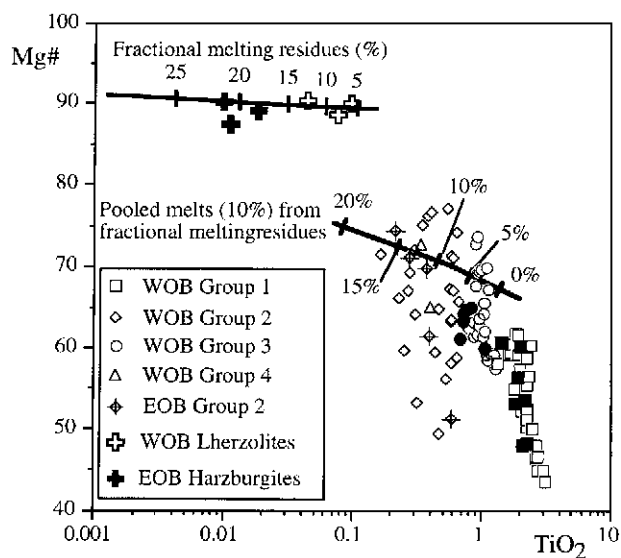 100
Mg#
Fractional melting residues (%)
25 20 15 10 5
90
80
Pooled melts (10%) from
fractional meltingresidues
20% 10%
5%
0%
15%
70
WOB Group 1
WOB Group 2
WOB Group 3
WOB Group 4
EOB Group 2
WOB Lherzolites
EOB Harzburgites
60
50
40
0.001 0.01 0.1 1 10
TiO2